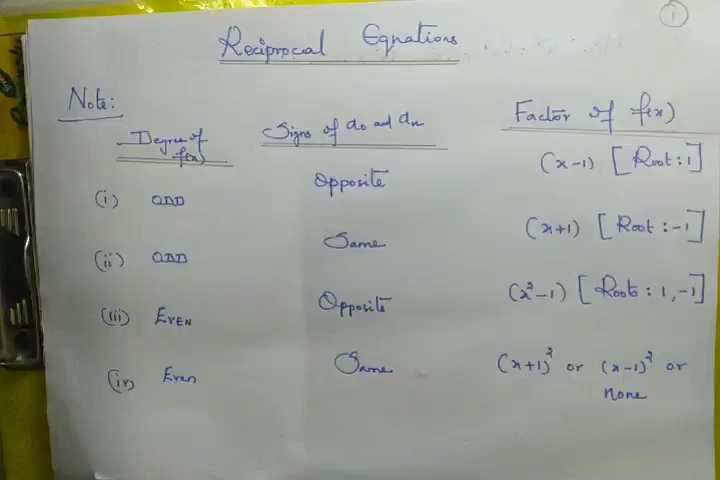 1
Reciprocal Equations
Note:
Degree of f(x) Signs of a₀ and aₙ Factor of f(x)
(i) ODD Opposite (x-1) [Root:1]
(ii) ODD Same (x+1) [Root:-1]
(iii) EVEN Opposite (x²-1) [Roots: 1,-1]
(iv) Even Same (x+1)² or (x-1)² or
none